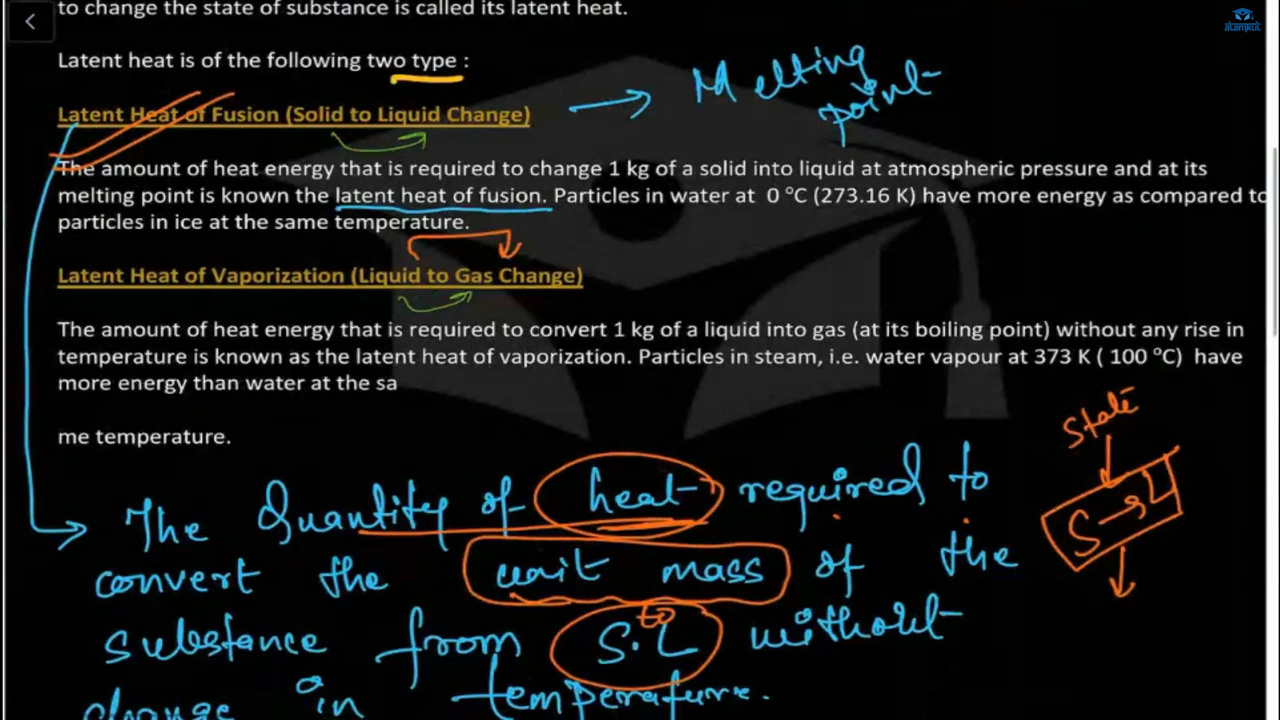 to change the state of substance is called its latent heat.
atamkul
Latent heat is of the following two type :
Melting
point
Latent Heat of Fusion (Solid to Liquid Change)
The amount of heat energy that is required to change 1 kg of a solid into liquid at atmospheric pressure and at its
melting point is known the latent heat of fusion. Particles in water at 0 °C (273.16 K) have more energy as compared to
particles in ice at the same temperature.
Latent Heat of Vaporization (Liquid to Gas Change)
The amount of heat energy that is required to convert 1 kg of a liquid into gas (at its boiling point) without any rise in
temperature is known as the latent heat of vaporization. Particles in steam, i.e. water vapour at 373 K ( 100 °C) have
more energy than water at the sa
me temperature.
State
S→L
The Quantity of heat required to
convert the unit mass of the
substance from S to L without
change in temperature.